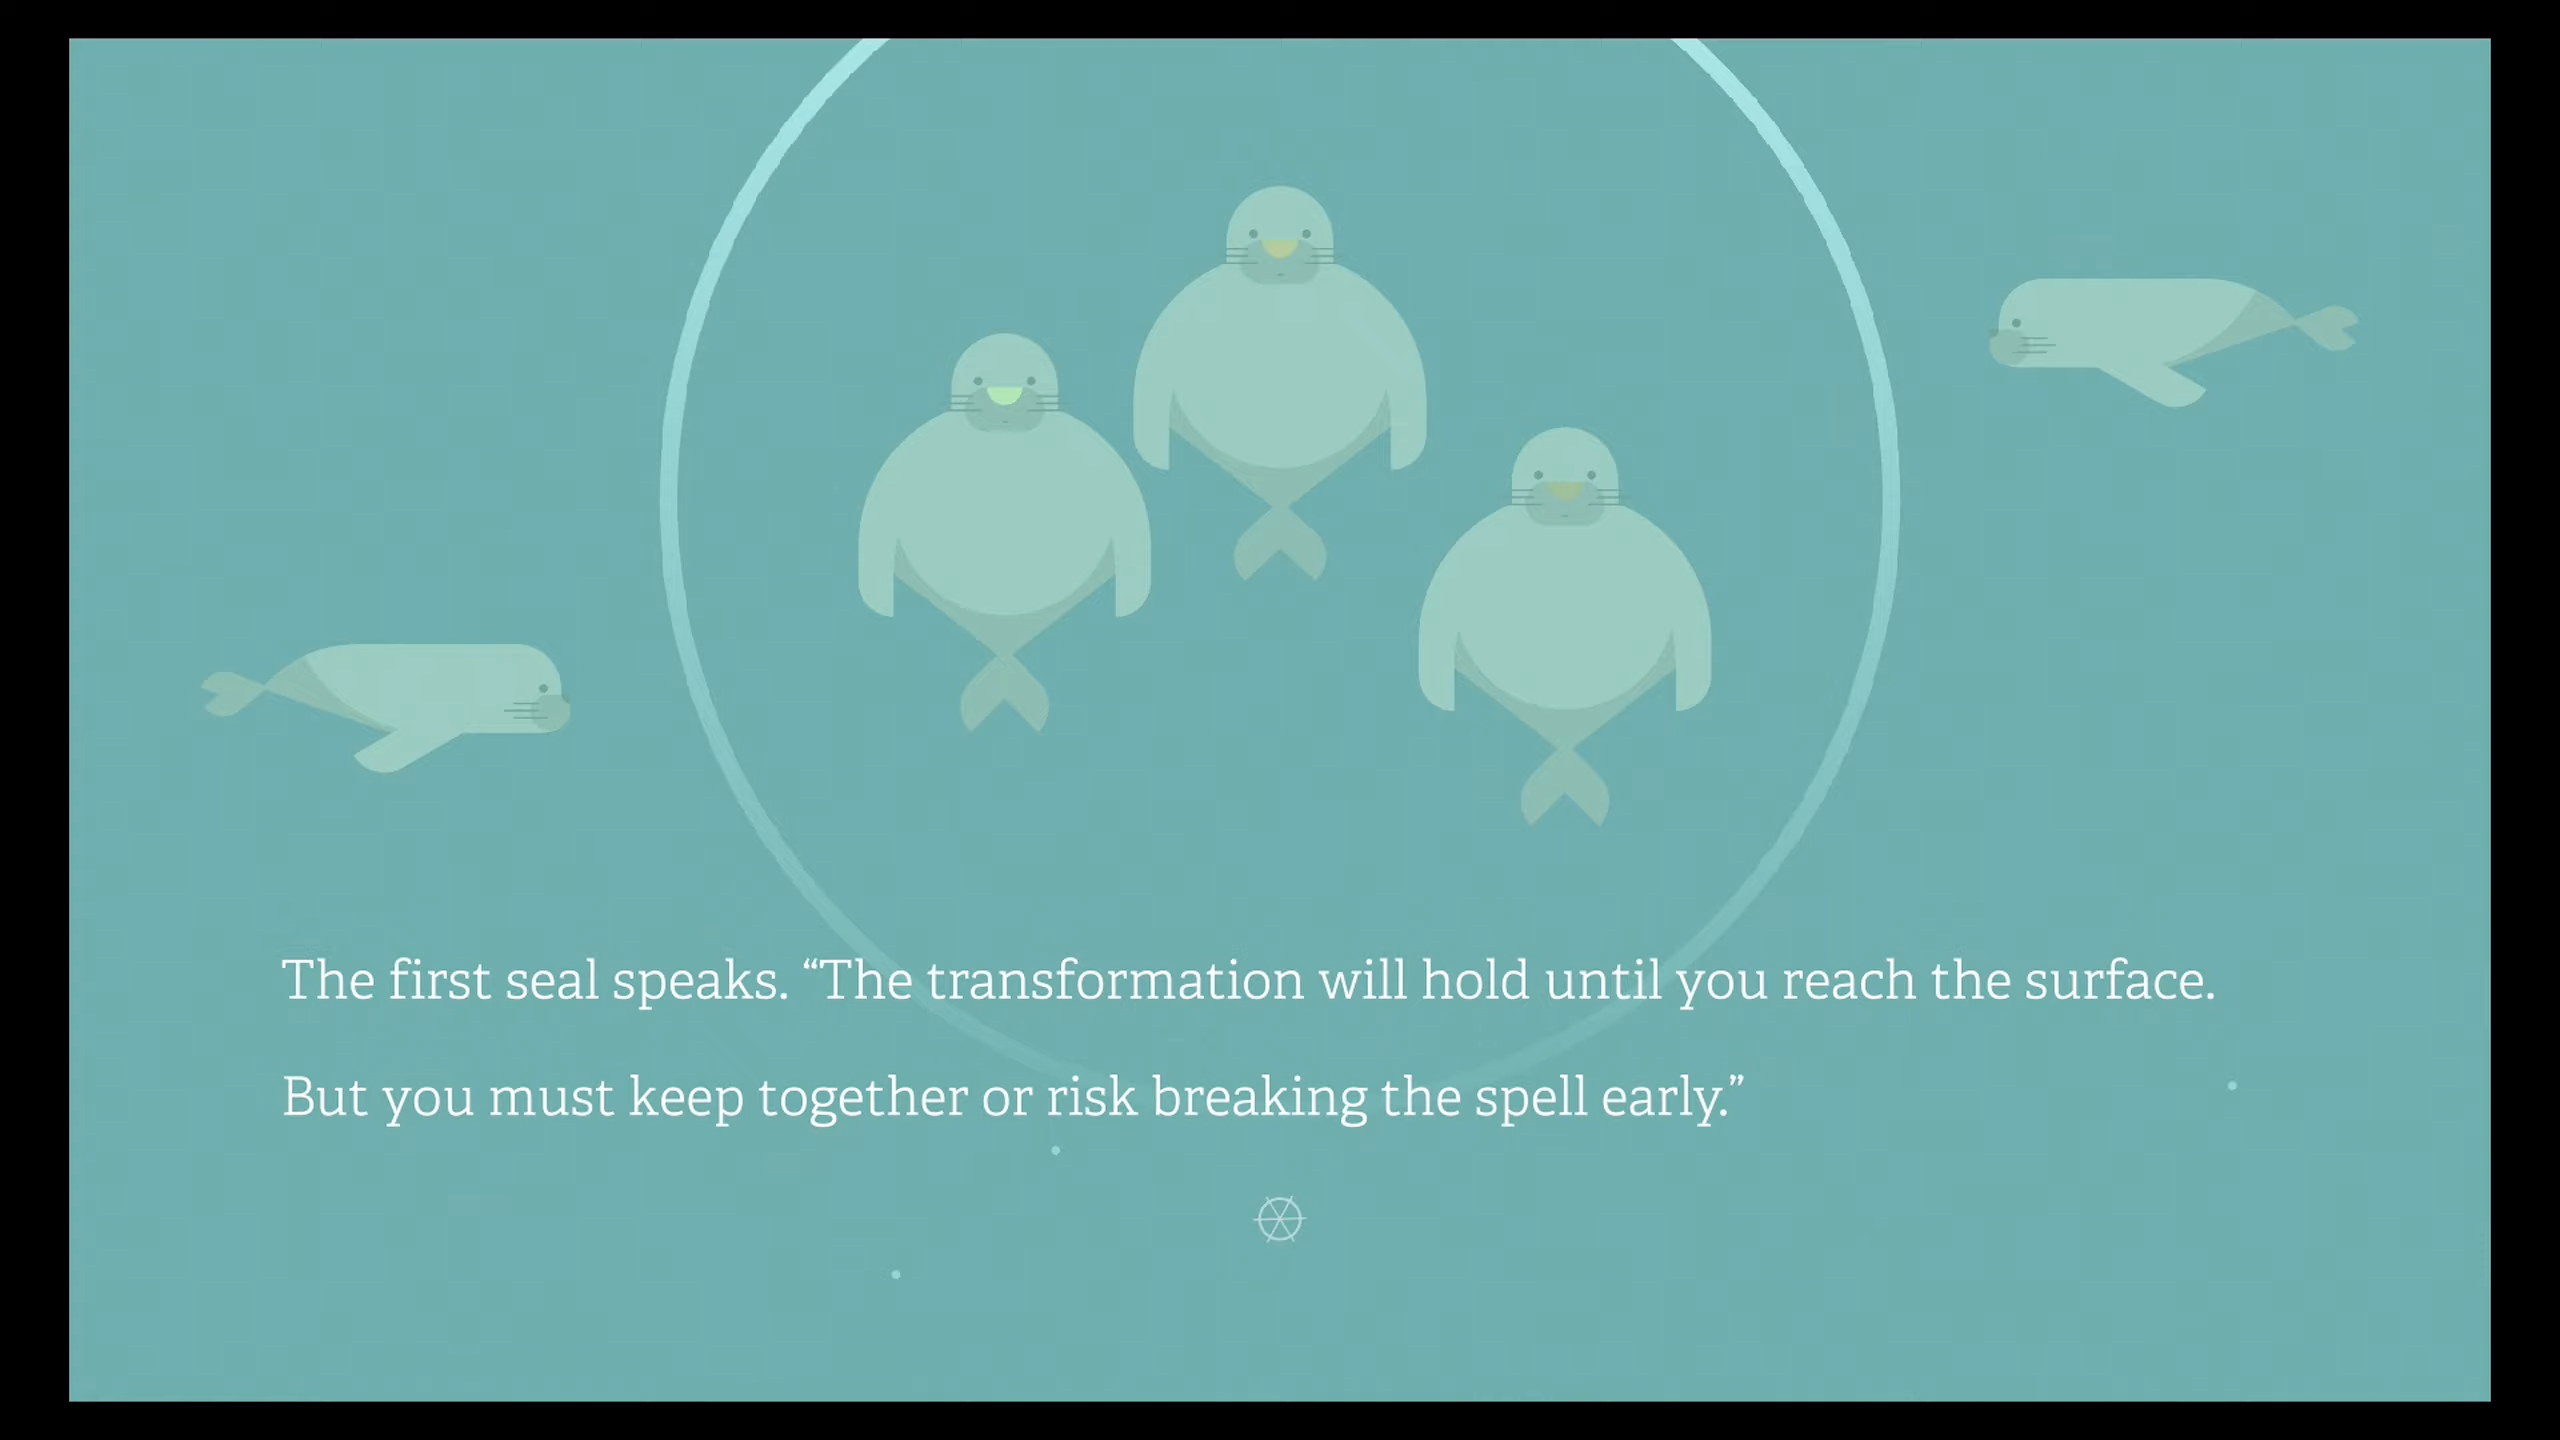 The first seal speaks. “The transformation will hold until you reach the surface.
But you must keep together or risk breaking the spell early.”